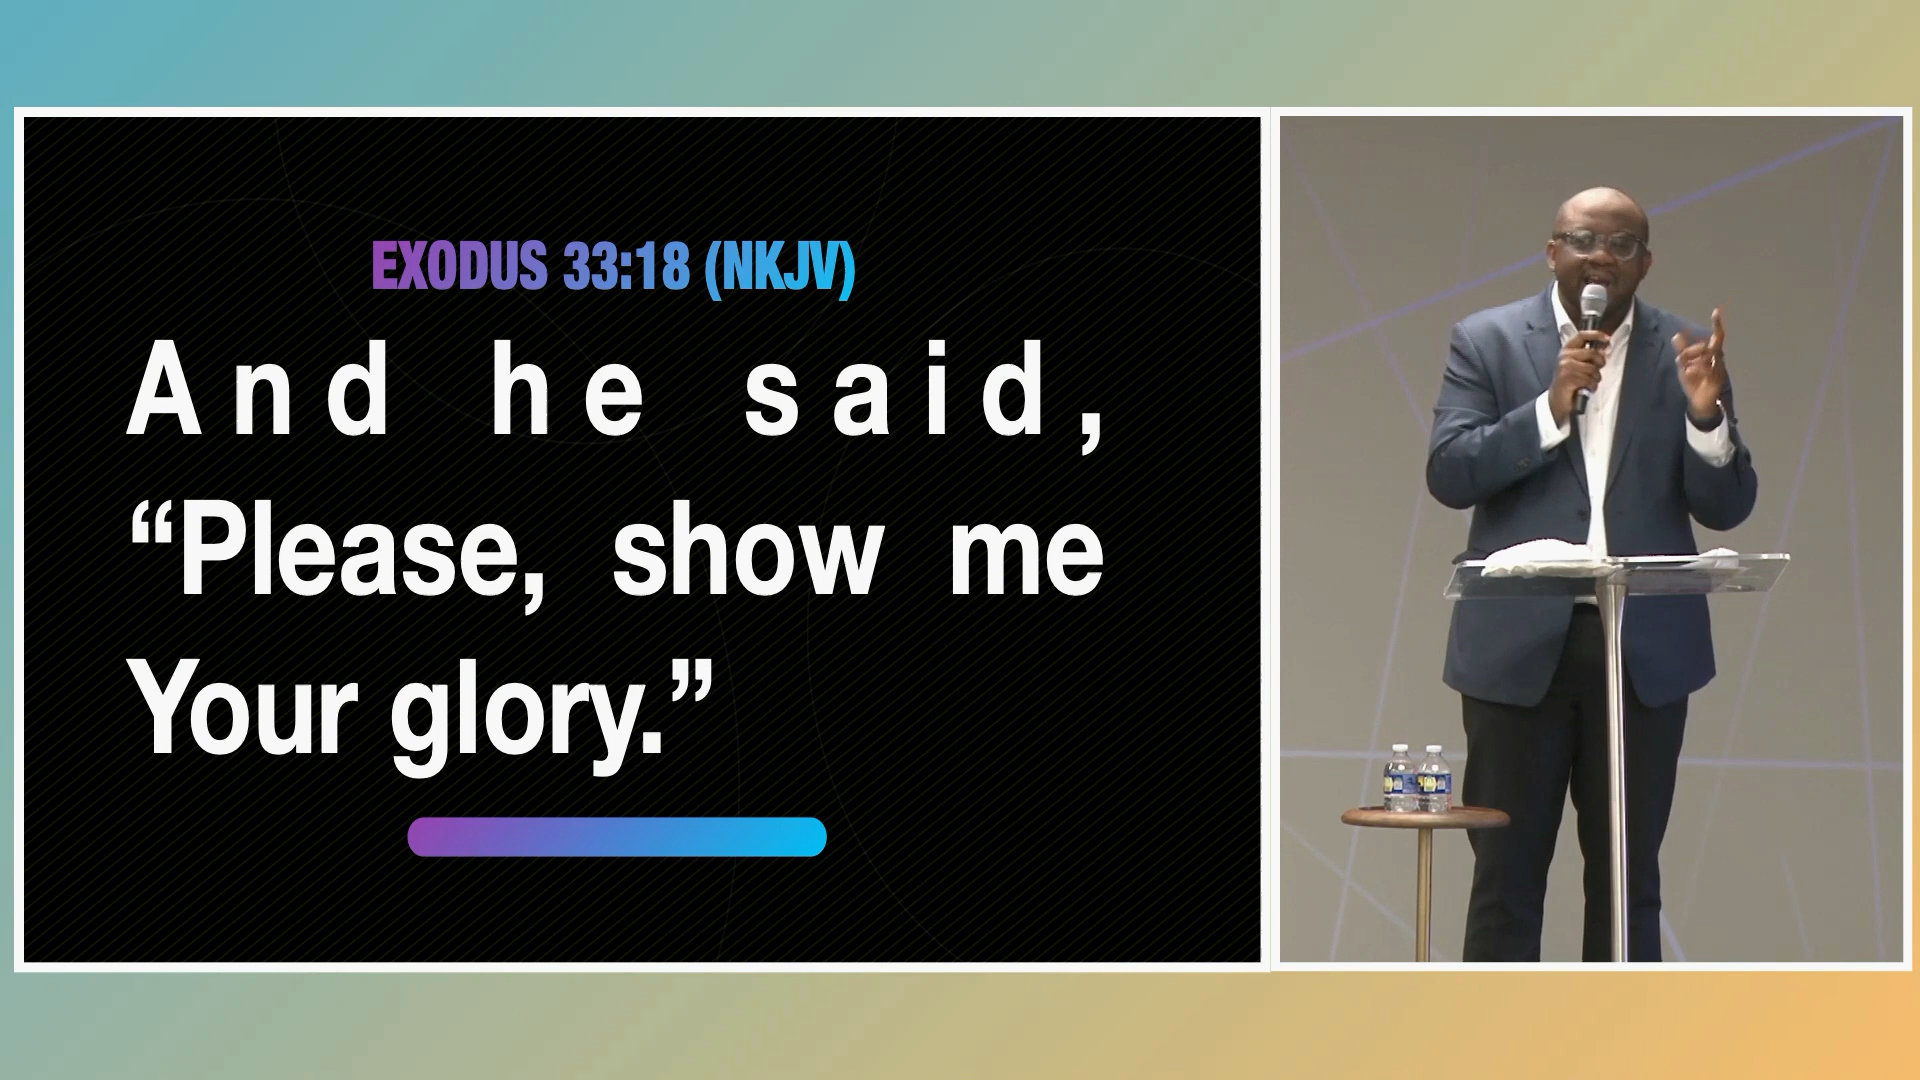 EXODUS 33:18 (NKJV)
And he said,
“Please, show me
Your glory.”